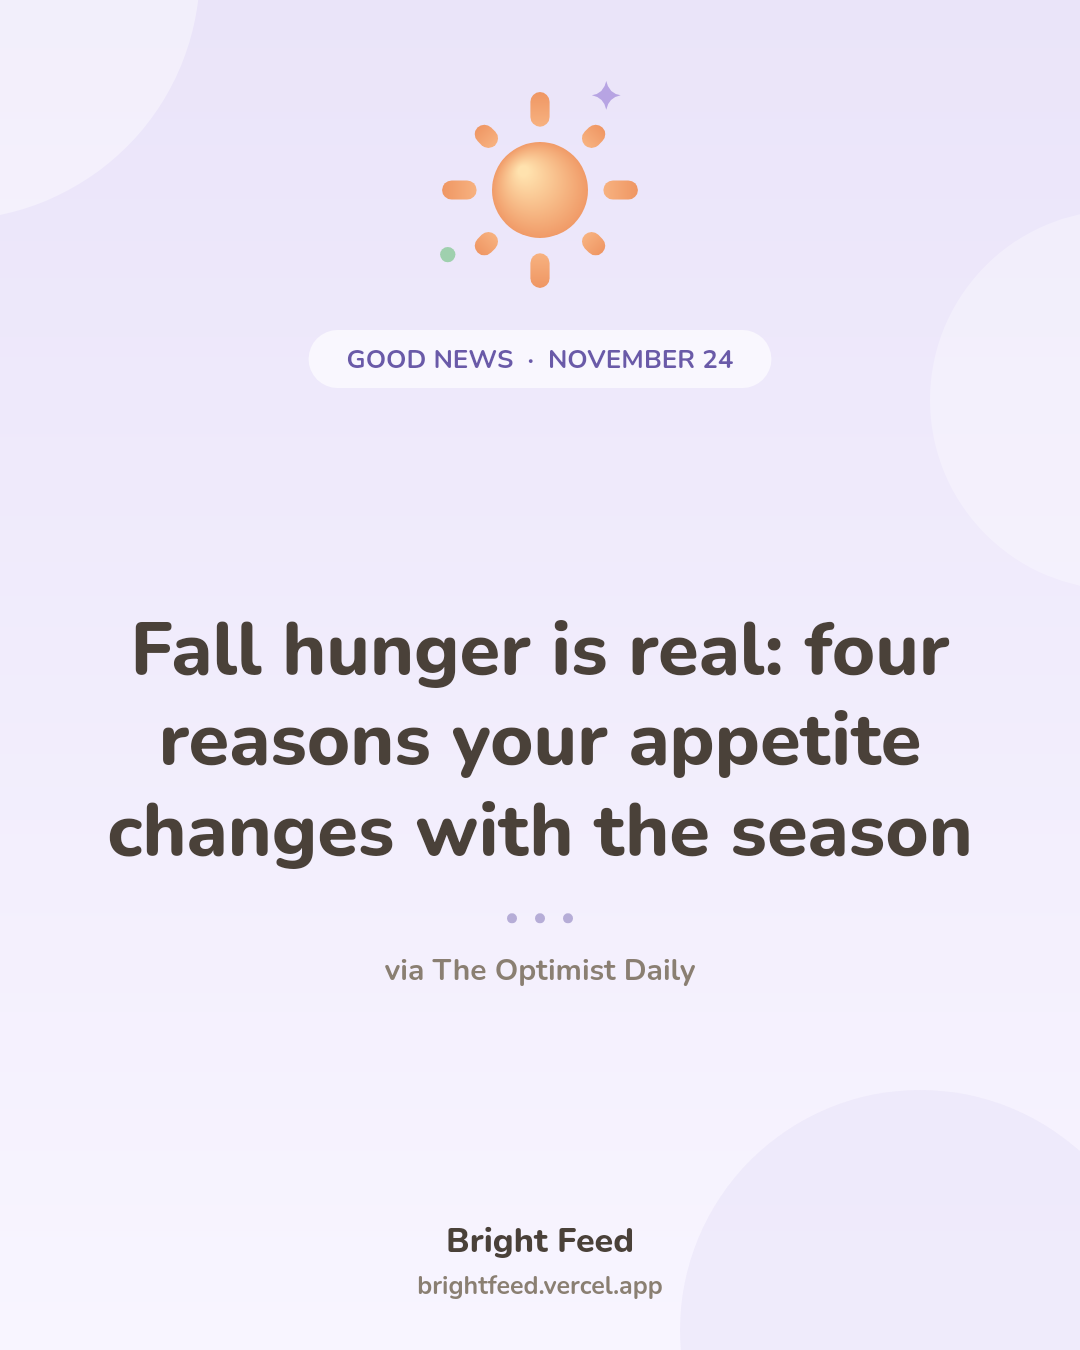 GOOD NEWS · NOVEMBER 24
Fall hunger is real: four
reasons your appetite
changes with the season
via The Optimist Daily
Bright Feed
brightfeed.vercel.app